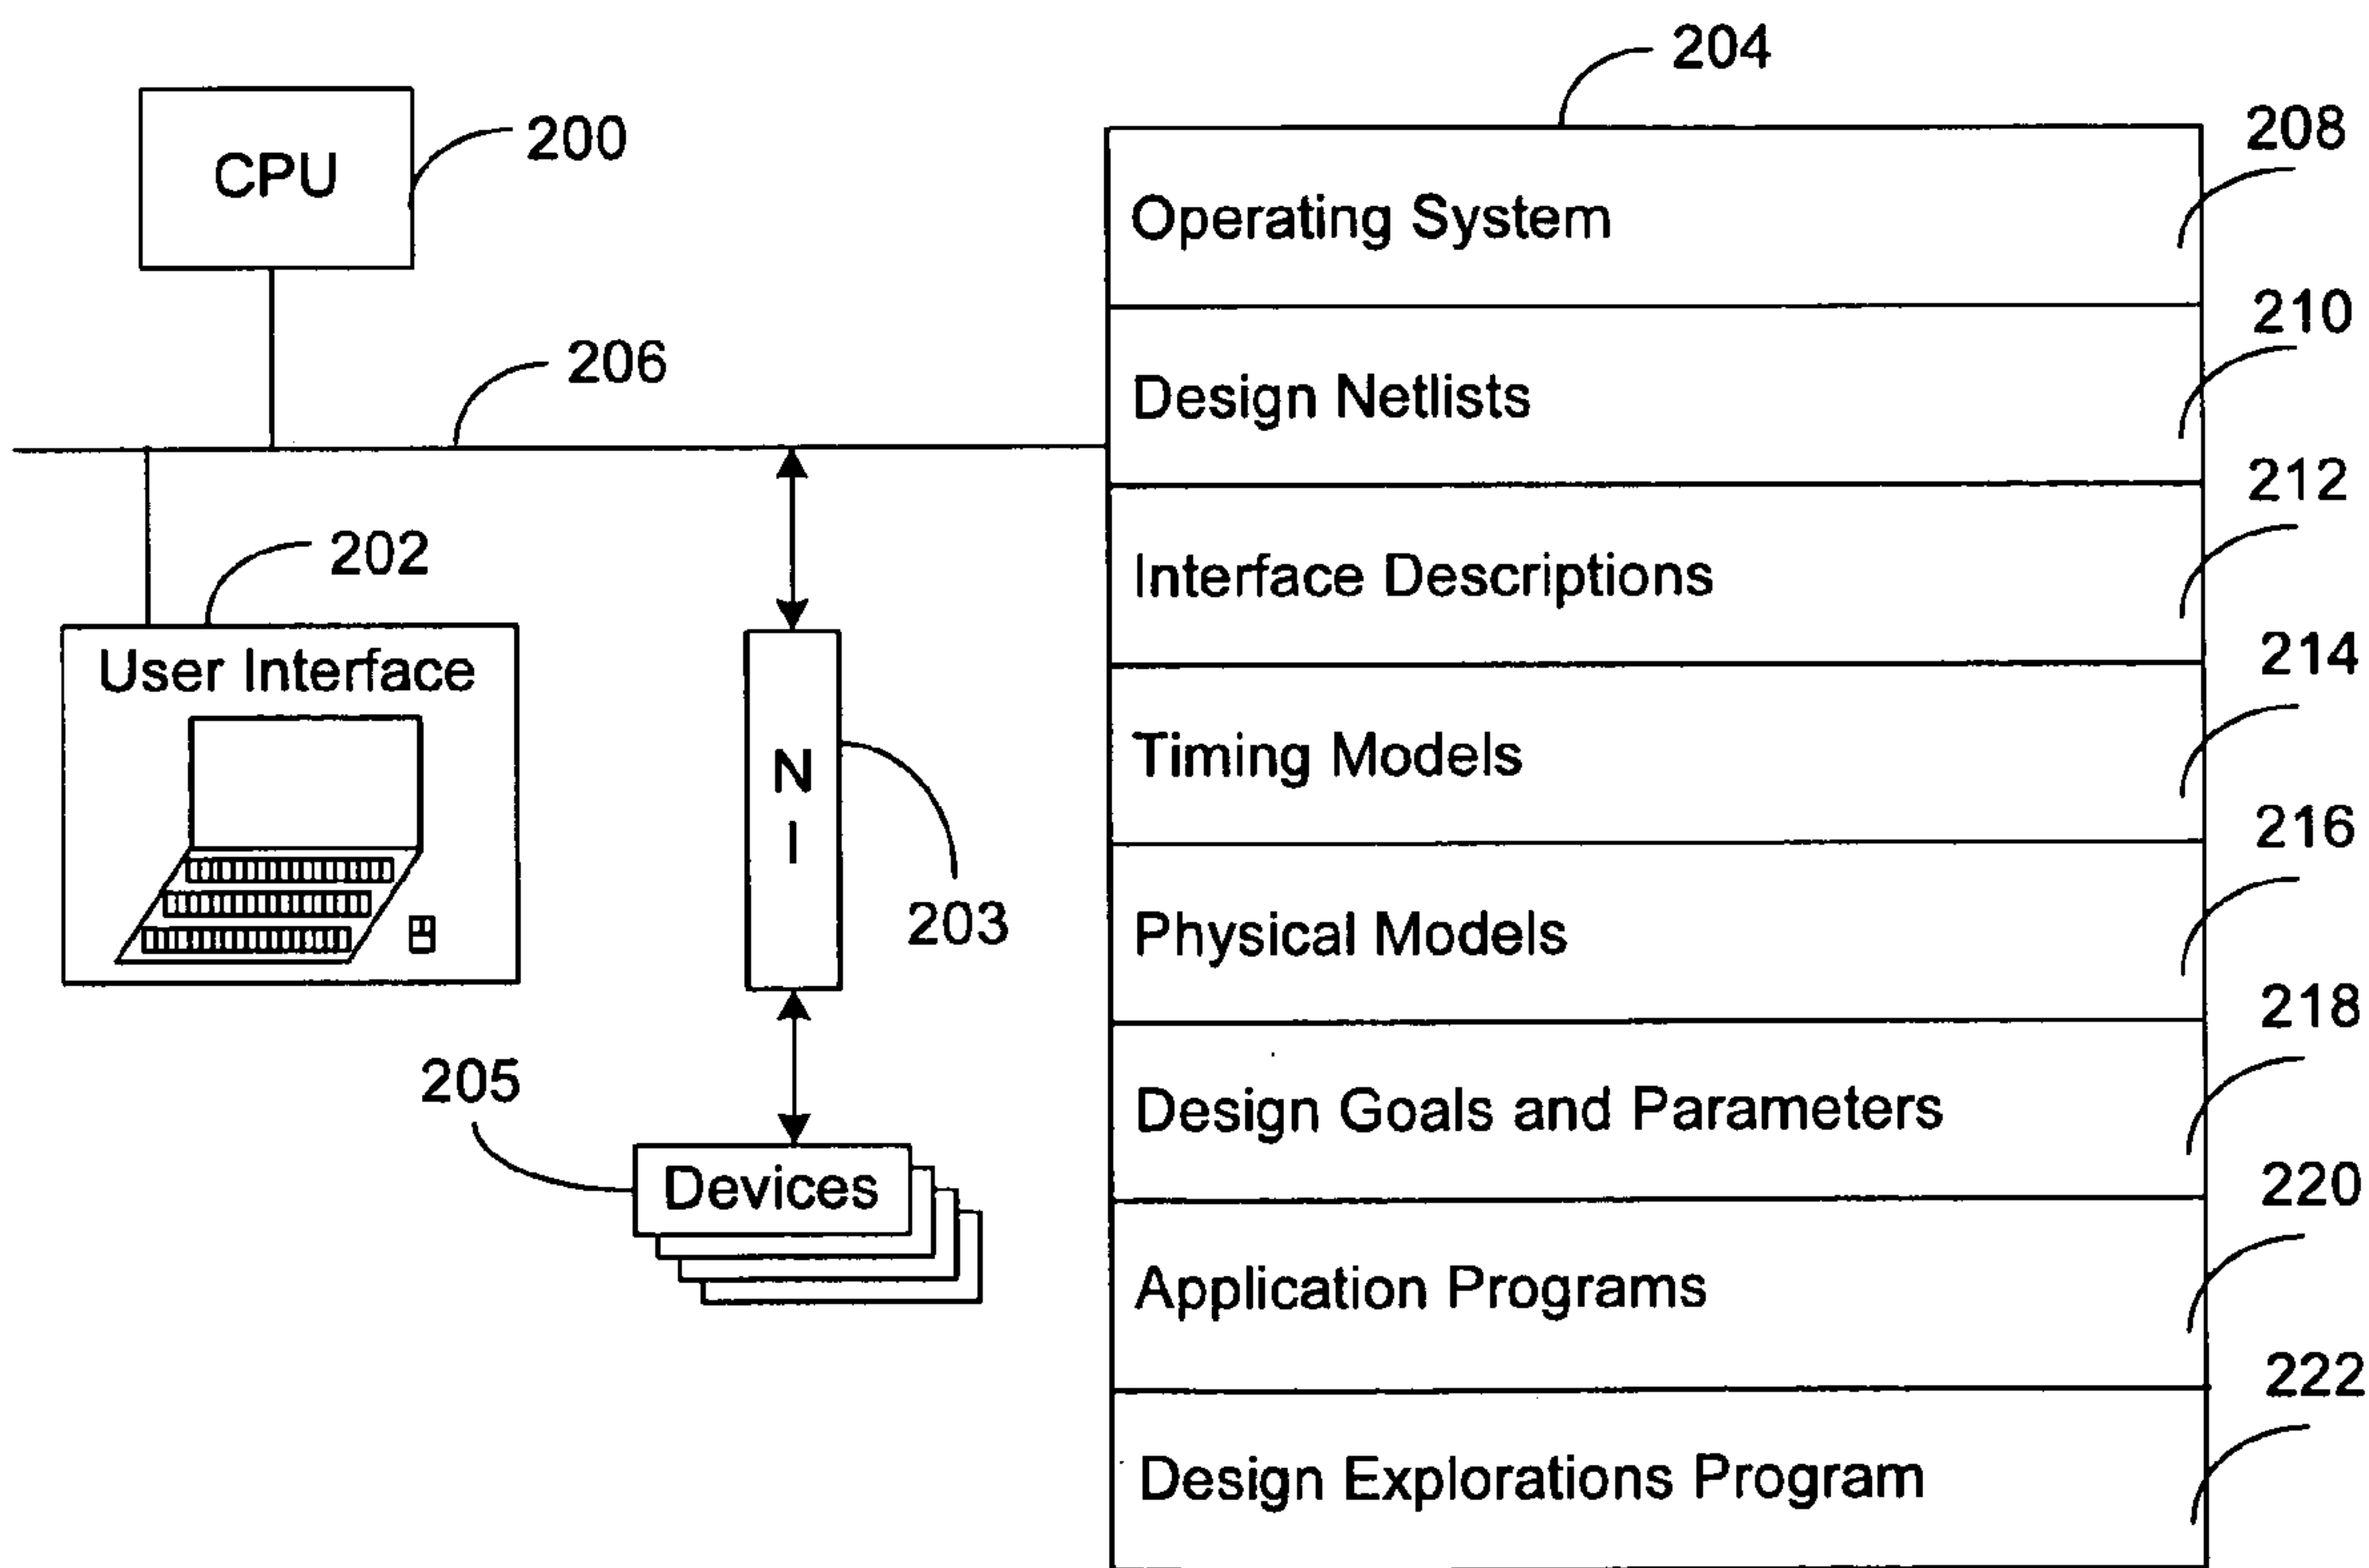 204
CPU
200
208
Operating System
210
206
Design Netlists
212
202
Interface Descriptions
User Interface
214
N
I
Timing Models
203
216
Physical Models
218
205
Design Goals and Parameters
Devices
220
Application Programs
222
Design Explorations Program